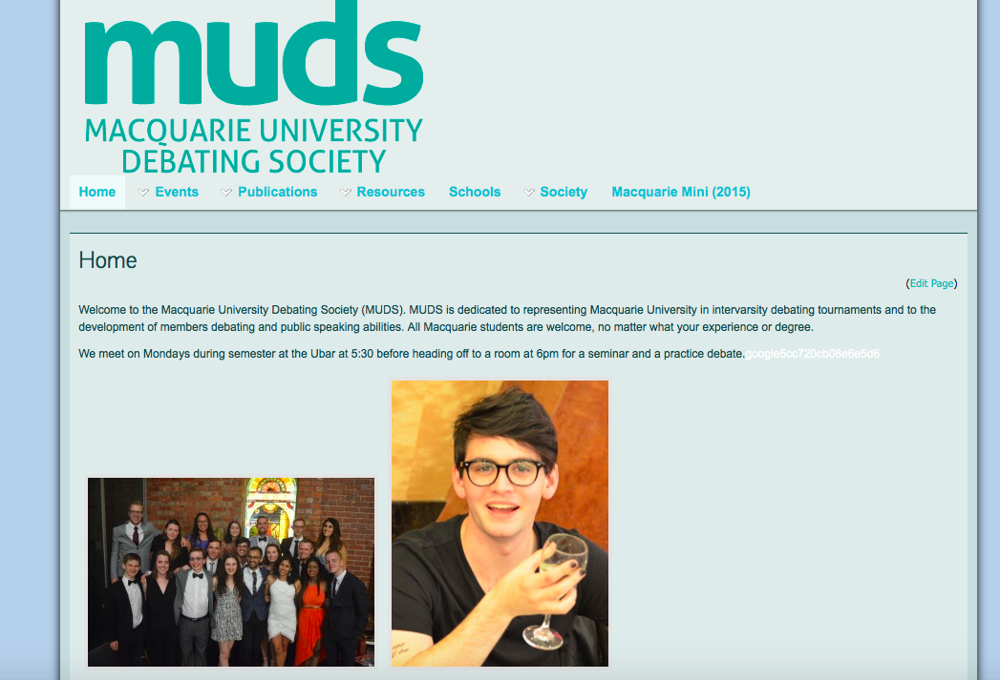 muds
MACQUARIE UNIVERSITY
DEBATING SOCIETY
Home Events Publications Resources Schools Society Macquarie Mini (2015)
Home
(Edit Page)
Welcome to the Macquarie University Debating Society (MUDS). MUDS is dedicated to representing Macquarie University in intervarsity debating tournaments and to the
development of members debating and public speaking abilities. All Macquarie students are welcome, no matter what your experience or degree.
We meet on Mondays during semester at the Ubar at 5:30 before heading off to a room at 6pm for a seminar and a practice debate.google5cc720cb08e6e5d6